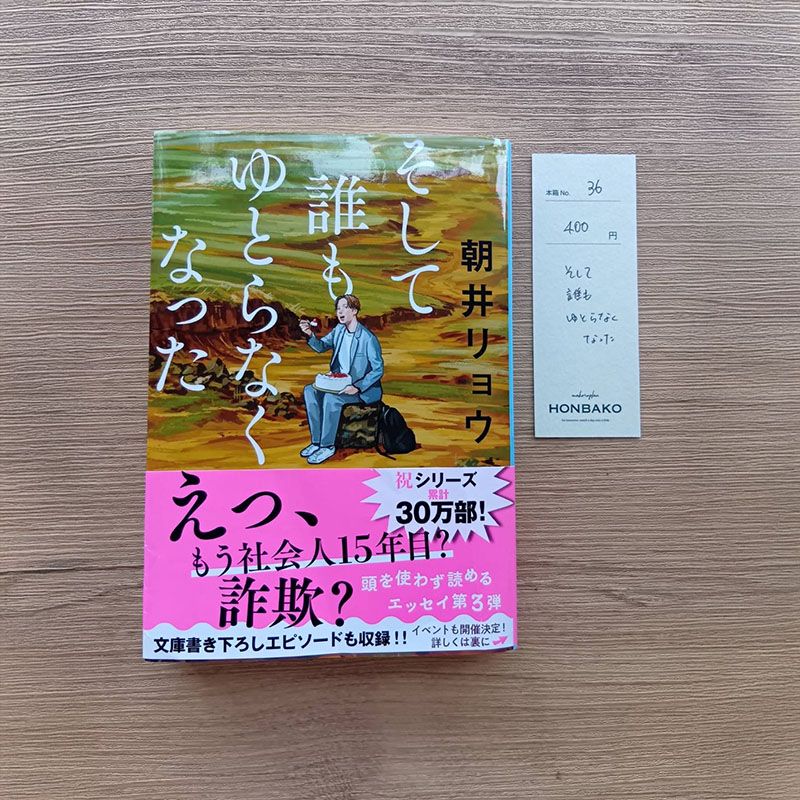 そして
誰も
ゆとらなく
なった
朝井リョウ
祝シリーズ
累計
30万部!
えっ、
もう社会人15年目?
詐欺?
頭を使わず読める
エッセイ第3弾
文庫書き下ろしエピソードも収録!!
イベントも開催決定!
詳しくは裏に
本箱No. 36
400 円
そして
誰も
ゆとらなく
なった
HONBAKO